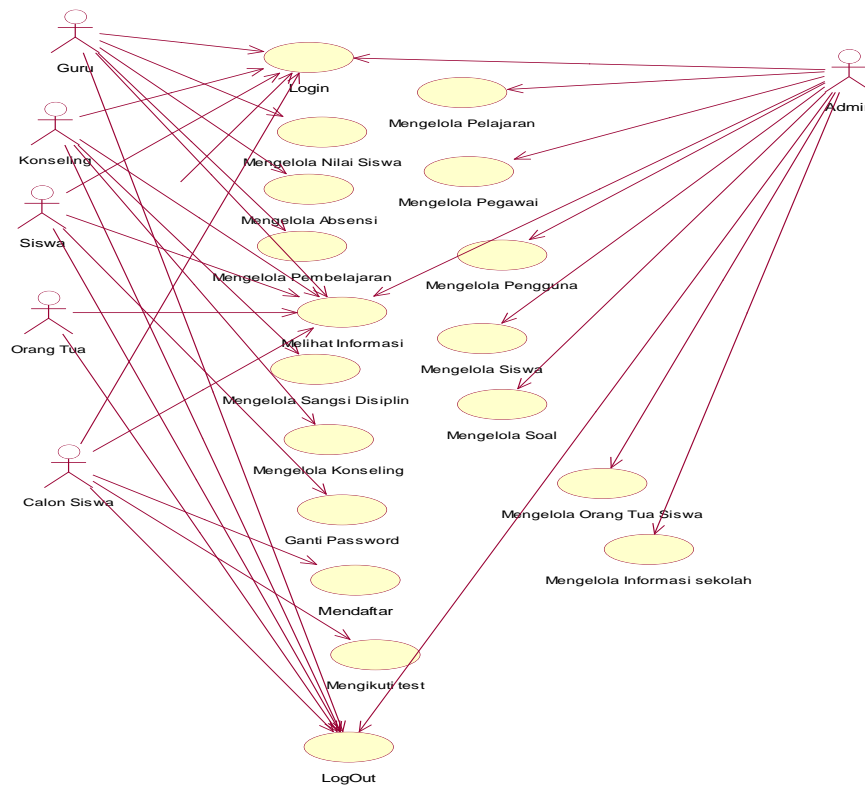 Guru
Login
Admi
Mengelola Pelajaran
Konseling
Mengelola Nilai Siswa
Mengelola Pegawai
Siswa
Mengelola Absensi
Mengelola Pembelajaran
Mengelola Pengguna
Orang Tua
Melihat Informasi
Mengelola Siswa
Mengelola Sangsi Disiplin
Mengelola Soal
Mengelola Konseling
Calon Siswa
Mengelola Orang Tua Siswa
Ganti Password
Mengelola Informasi sekolah
Mendaftar
Mengikuti test
LogOut